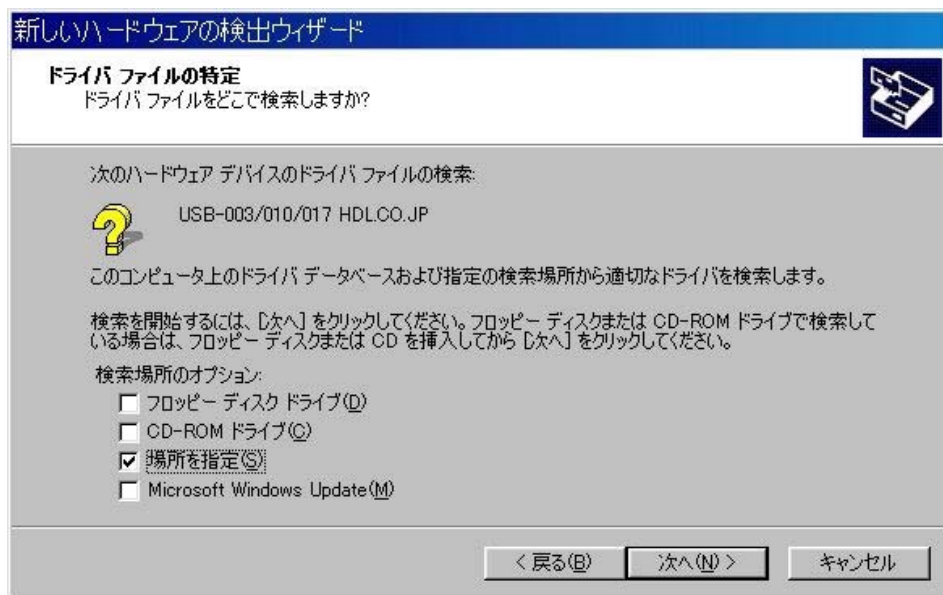 新しいハードウェアの検出ウィザード
ドライバ ファイルの特定
ドライバ ファイルをどこで検索しますか?
次のハードウェア デバイスのドライバ ファイルの検索:
USB-003/010/017 HDL.CO.JP
このコンピュータ上のドライバ データベースおよび指定の検索場所から適切なドライバを検索します。
検索を開始するには、[次へ] をクリックしてください。フロッピー ディスクまたは CD-ROM ドライブで検索して
いる場合は、フロッピー ディスクまたは CD を挿入してから [次へ] をクリックしてください。
検索場所のオプション:
フロッピー ディスク ドライブ(D)
CD-ROM ドライブ(C)
場所を指定(S)
Microsoft Windows Update(M)
< 戻る(B) 次へ(N) > キャンセル